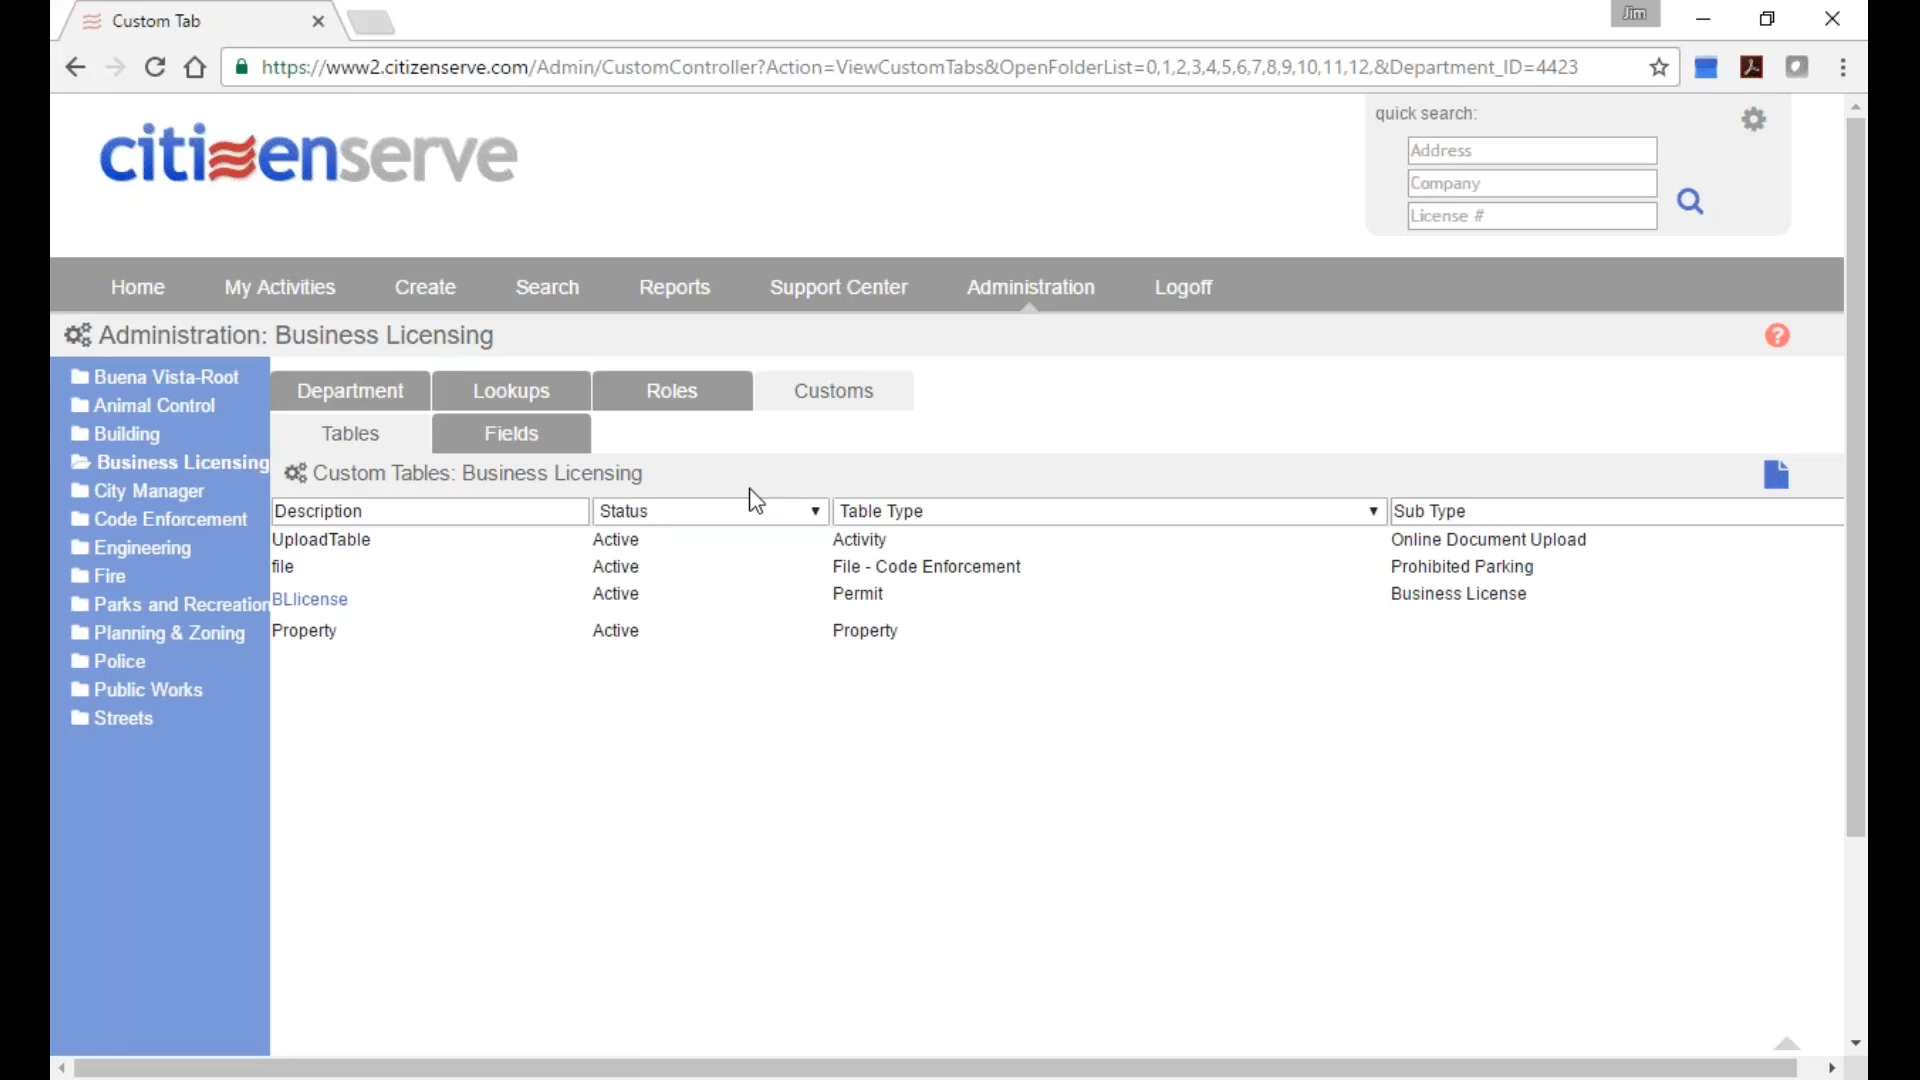 Custom Tab
Jim
https://www2.citizenserve.com/Admin/CustomController?Action=ViewCustomTabs&OpenFolderList=0,1,2,3,4,5,6,7,8,9,10,11,12,&Department_ID=4423
citizenserve
quick search:
Address
Company
License #
Home My Activities Create Search Reports Support Center Administration Logoff
Administration: Business Licensing
?
Buena Vista-Root
Animal Control
Building
Business Licensing
City Manager
Code Enforcement
Engineering
Fire
Parks and Recreation
Planning & Zoning
Police
Public Works
Streets
Department Lookups Roles Customs
Tables Fields
Custom Tables: Business Licensing
Description Status Table Type Sub Type
UploadTable Active Activity Online Document Upload
file Active File - Code Enforcement Prohibited Parking
BLlicense Active Permit Business License
Property Active Property